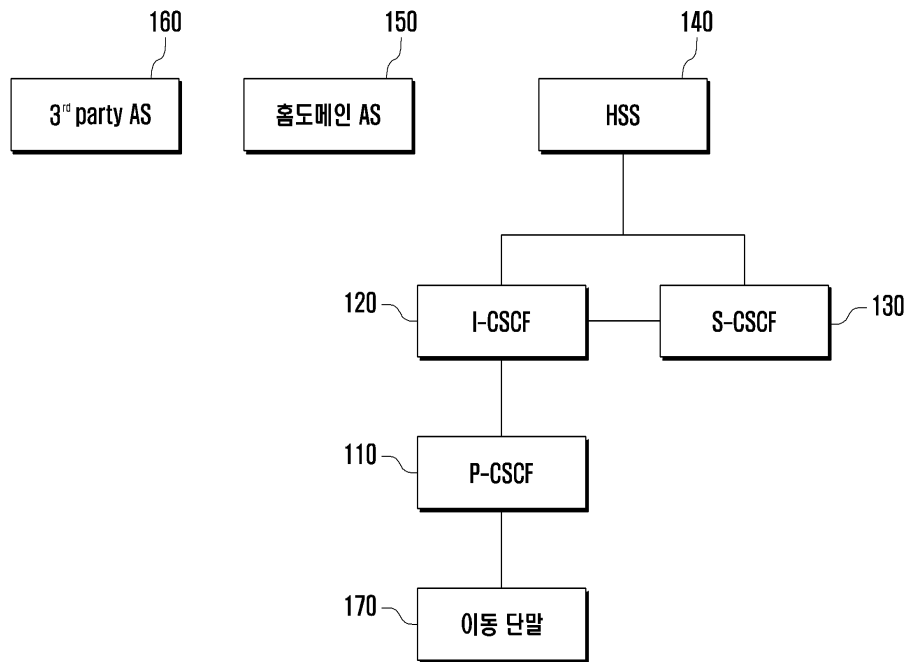 160
150
140
3rd party AS
홈도메인 AS
HSS
120
I-CSCF
S-CSCF
130
110
P-CSCF
170
이동 단말